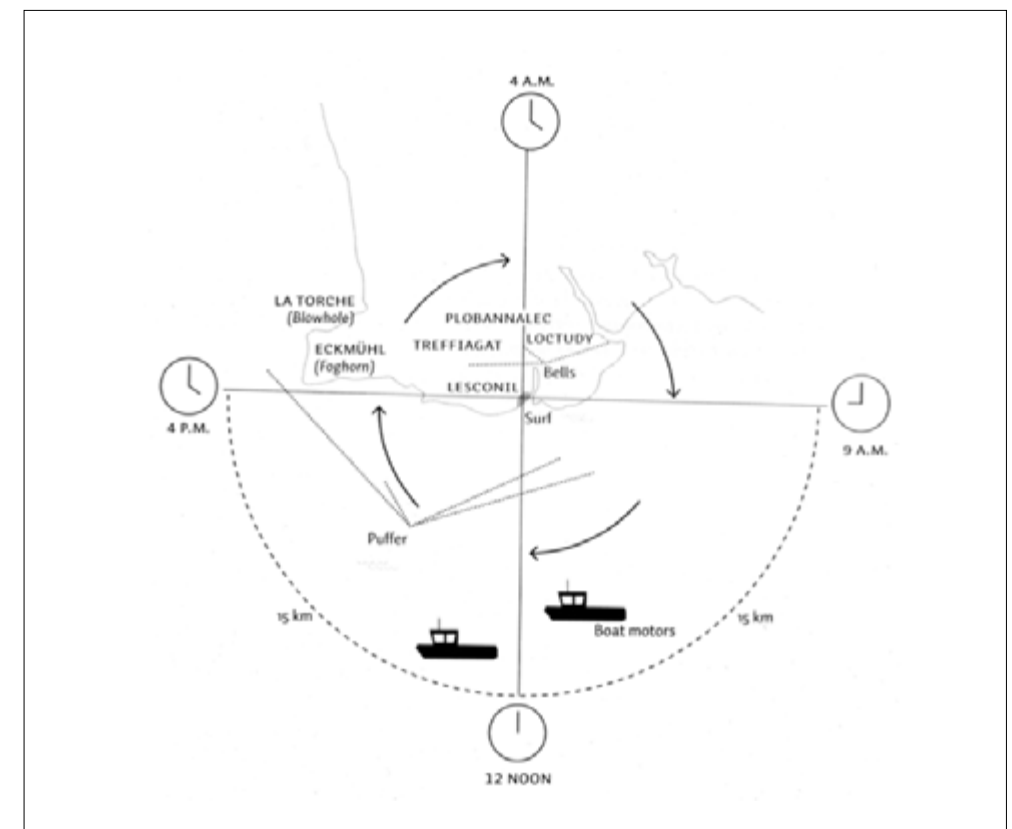 4 A.M.
LA TORCHE
(Blowhole)
PLOBANNALEC
ECKMÜHL
(Foghorn)
TREFFIAGAT
LOCTUDY
Bells
LESCONIL
Surf
4 P.M.
9 A.M.
Puffer
15 km
15 km
Boat motors
12 NOON